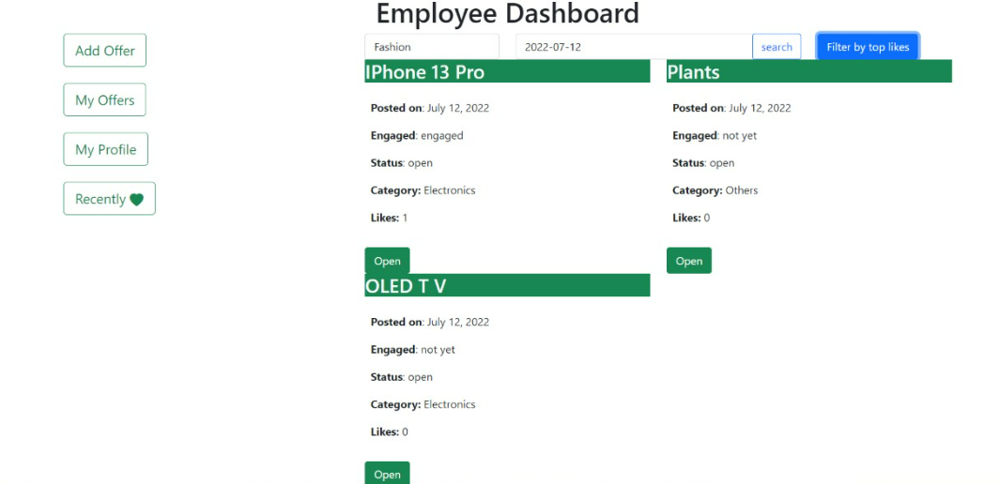 Employee Dashboard
Add Offer
My Offers
My Profile
Recently
Fashion
2022-07-12
search
Filter by top likes
IPhone 13 Pro
Posted on: July 12, 2022
Engaged: engaged
Status: open
Category: Electronics
Likes: 1
Open
Plants
Posted on: July 12, 2022
Engaged: not yet
Status: open
Category: Others
Likes: 0
Open
OLED T V
Posted on: July 12, 2022
Engaged: not yet
Status: open
Category: Electronics
Likes: 0
Open